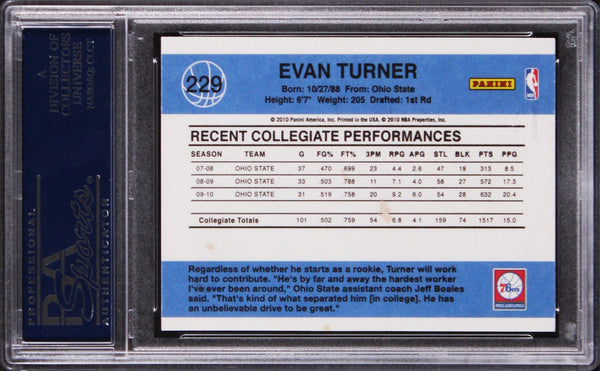 A
DIVISION OF
COLLECTORS
UNIVERSE
NASDAQ: CLCT
PROFESSIONAL
PSA
Sports.
AUTHENTICATOR
229
EVAN TURNER
Born: 10/27/88 From: Ohio State
Height: 6'7" Weight: 205 Drafted: 1st Rd
PANINI
NBA
© 2010 Panini America, Inc. Printed in the USA. © 2010 NBA Properties, Inc.
RECENT COLLEGIATE PERFORMANCES
SEASON TEAM G FG% FT% 3PM RPG APG STL BLK PTS PPG
07-08 OHIO STATE 37 .470 .699 23 4.4 2.6 47 19 313 8.5
08-09 OHIO STATE 33 .503 .788 11 7.1 4.0 58 27 572 17.3
09-10 OHIO STATE 31 .519 .758 20 9.2 6.0 54 28 632 20.4
Collegiate Totals 101 .502 .759 54 6.8 4.1 159 74 1517 15.0
Regardless of whether he starts as a rookie, Turner will work
hard to contribute. "He's by far and away the hardest worker
I've ever been around," Ohio State assistant coach Jeff Boales
said. "That's kind of what separated him [in college]. He has
an unbelievable drive to be great."
76ers
PHILADELPHIA